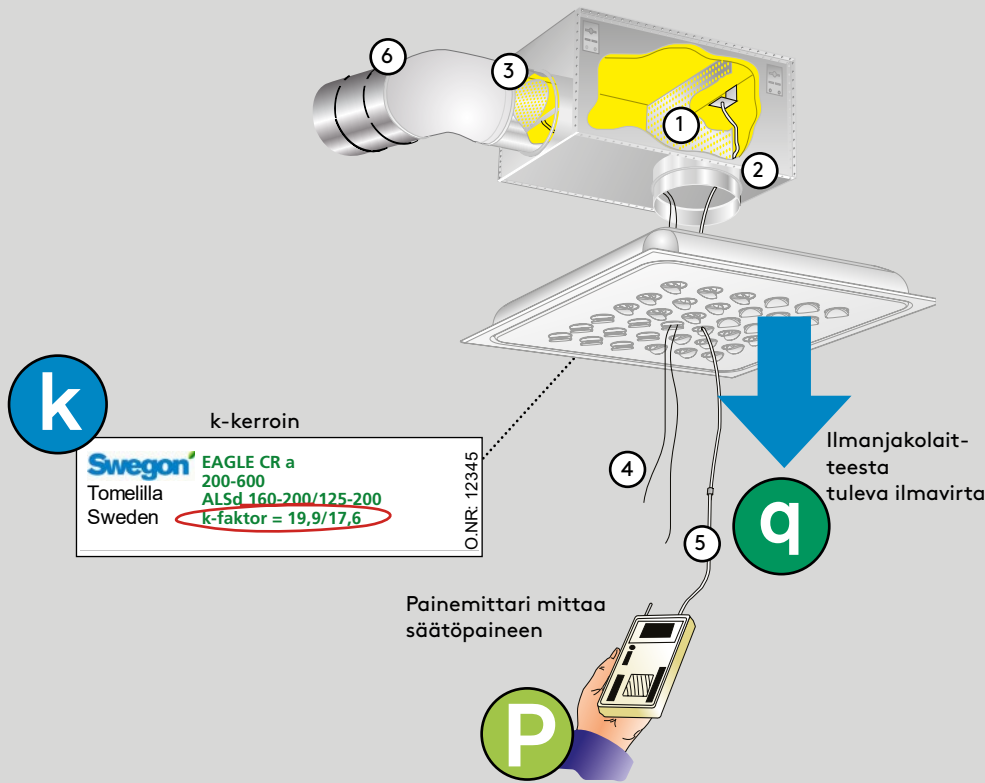 6
3
1
2
k
k-kerroin
Swegon
Tomelilla
Sweden
EAGLE CR a
200-600
ALSd 160-200/125-200
k-faktor = 19,9/17,6
O.NR: 12345
4
5
Ilmanjakolait-
teesta
tuleva ilmavirta
q
Painemittari mittaa
säätöpaineen
P